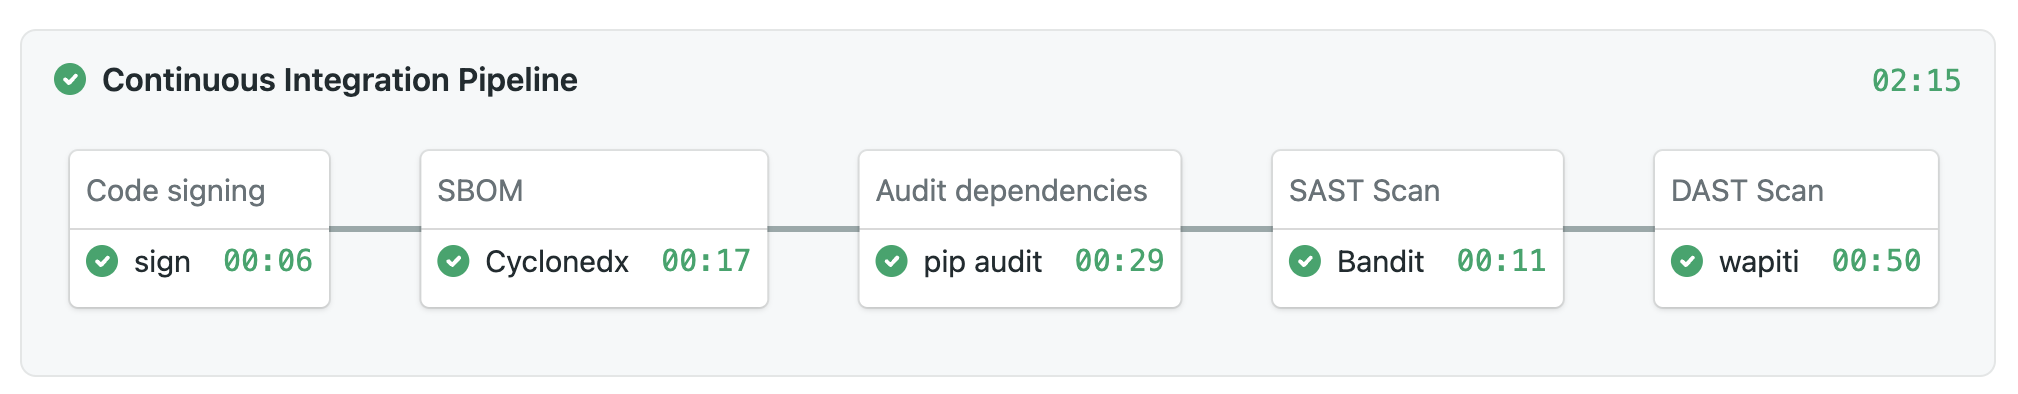 Continuous Integration Pipeline 02:15
Code signing
sign 00:06
SBOM
Cyclonedx 00:17
Audit dependencies
pip audit 00:29
SAST Scan
Bandit 00:11
DAST Scan
wapiti 00:50